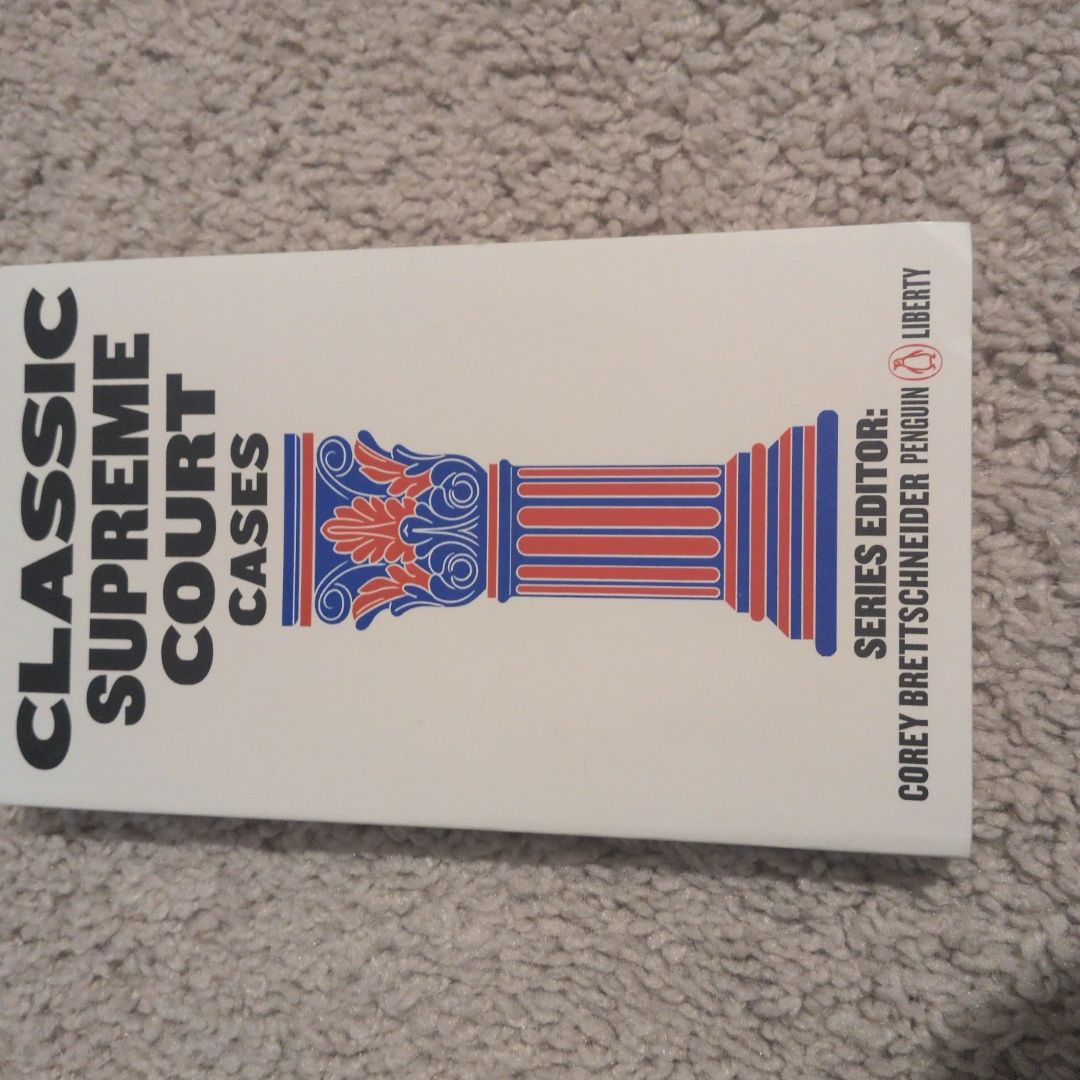 CLASSIC
SUPREME
COURT
CASES
SERIES EDITOR:
COREY BRETTSCHNEIDER PENGUIN LIBERTY